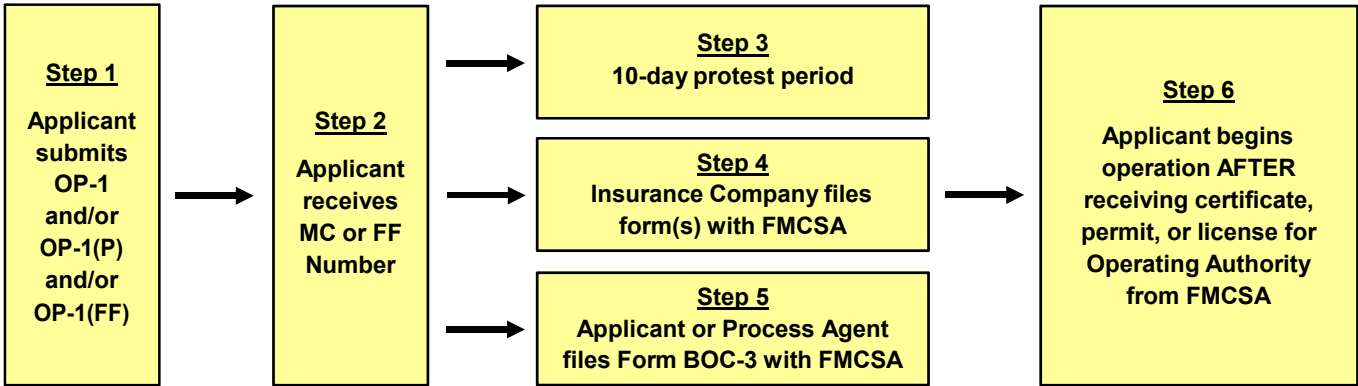 Step 1
Applicant
submits
OP-1
and/or
OP-1(P)
and/or
OP-1(FF)
Step 2
Applicant
receives
MC or FF
Number
Step 3
10-day protest period
Step 4
Insurance Company files
form(s) with FMCSA
Step 5
Applicant or Process Agent
files Form BOC-3 with FMCSA
Step 6
Applicant begins
operation AFTER
receiving certificate,
permit, or license for
Operating Authority
from FMCSA